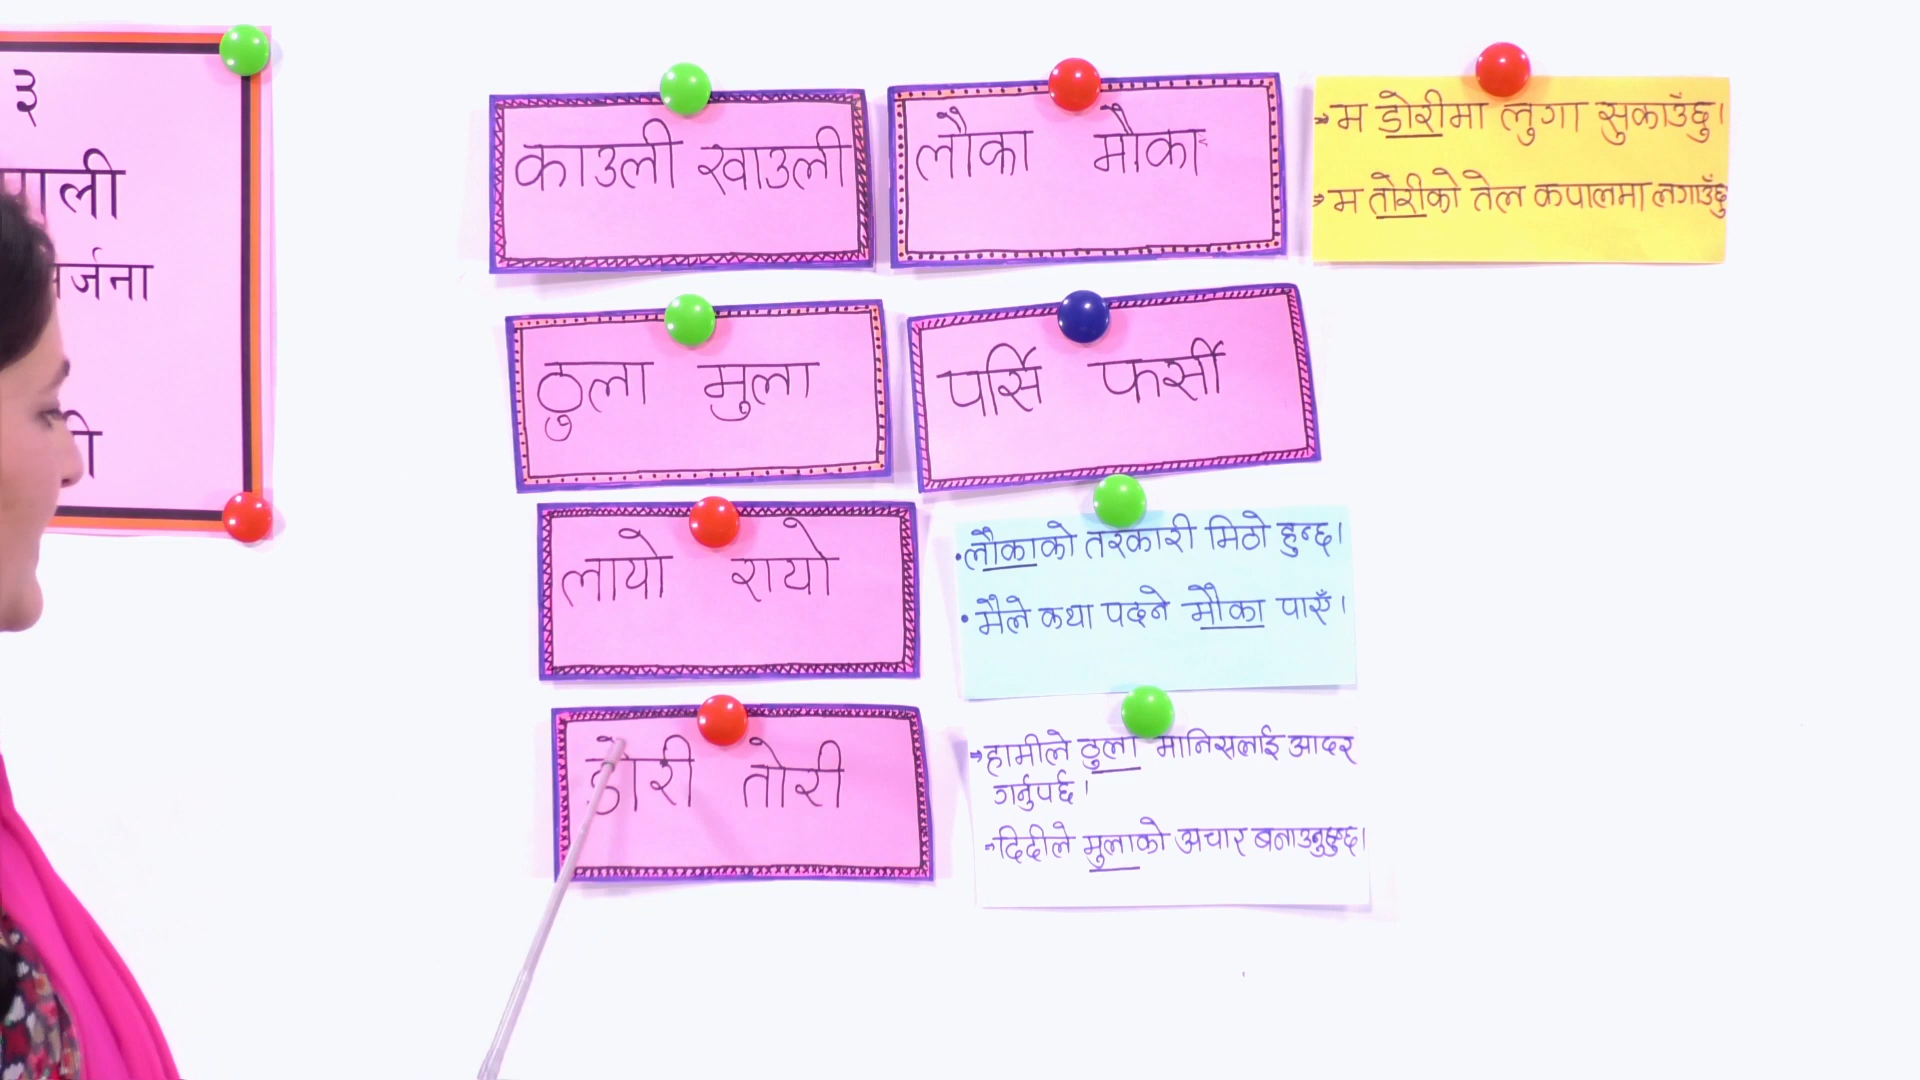 ३
र्जना
काउली खाउली
लौका मौका
म डोरीमा लुगा सुकाउँछु।
म तोरीको तेल कपालमा लगाउँछु
ठुला मुला
पर्सि फर्सी
लायो रायो
लौकाको तरकारी मिठो हुन्छ।
मैले कथा पढ्ने मौका पाएँ।
डोरी तोरी
हामीले ठुला मानिसलाई आदर
गर्नुपर्छ।
दिदीले मुलाको अचार बनाउनुहुन्छ।